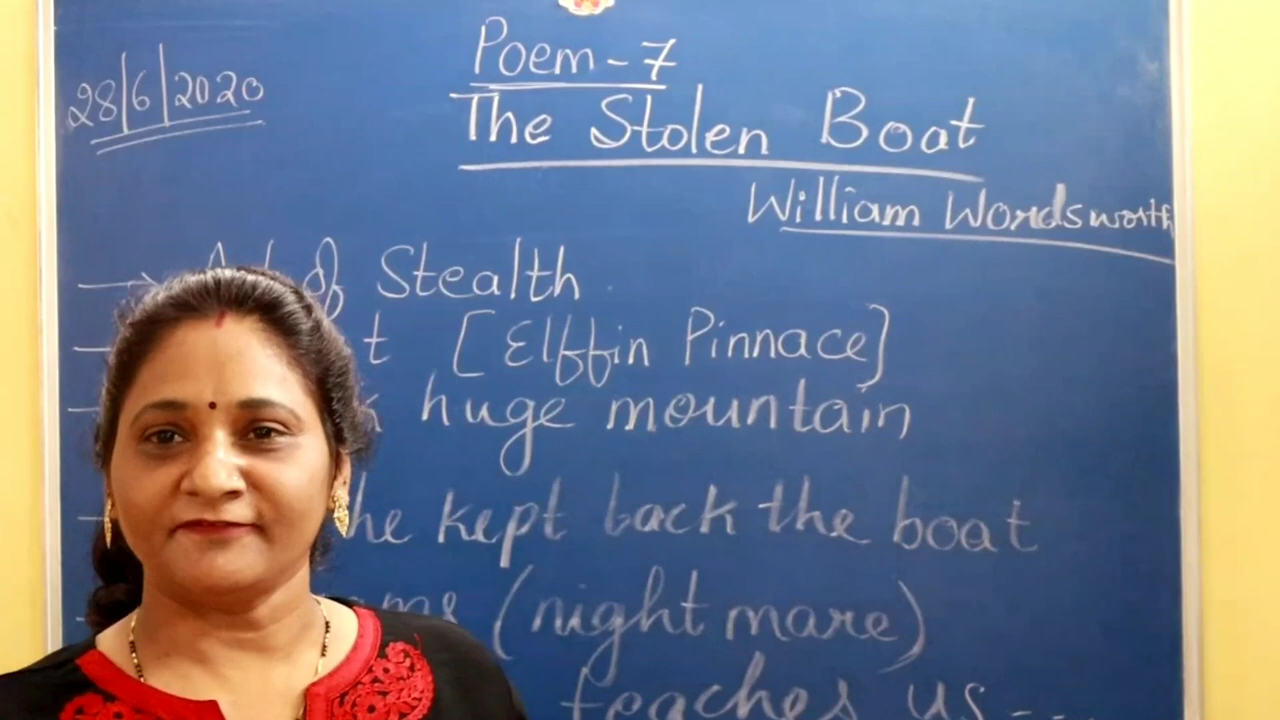 28/6/2020
Poem - 7
The Stolen Boat
William Wordsworth
→ of Stealth
[Elffin Pinnace]
huge mountain
he kept back the boat
(night mare)
teaches us - -